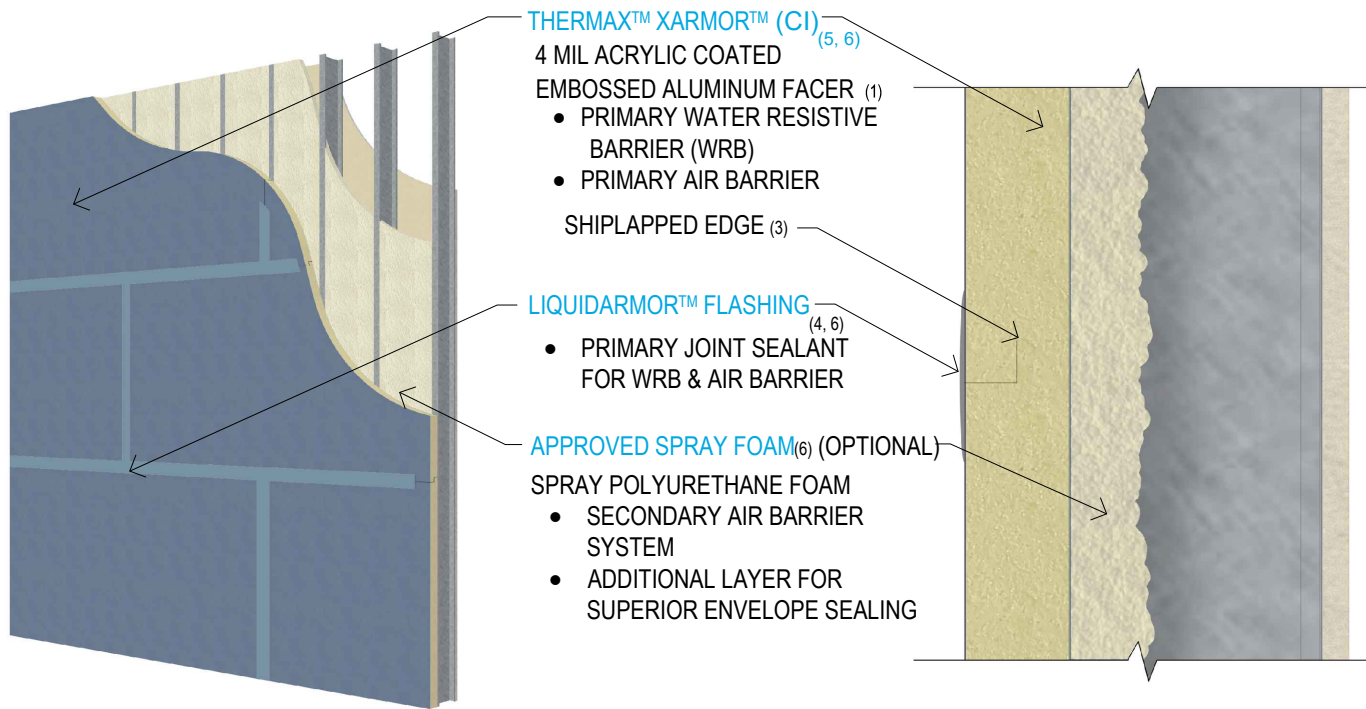 THERMAX™ XARMOR™ (CI) (5, 6)
4 MIL ACRYLIC COATED
EMBOSSED ALUMINUM FACER (1)
• PRIMARY WATER RESISTIVE
BARRIER (WRB)
• PRIMARY AIR BARRIER
SHIPLAPPED EDGE (3)
LIQUIDARMOR™ FLASHING (4, 6)
• PRIMARY JOINT SEALANT
FOR WRB & AIR BARRIER
APPROVED SPRAY FOAM(6) (OPTIONAL)
SPRAY POLYURETHANE FOAM
• SECONDARY AIR BARRIER
SYSTEM
• ADDITIONAL LAYER FOR
SUPERIOR ENVELOPE SEALING